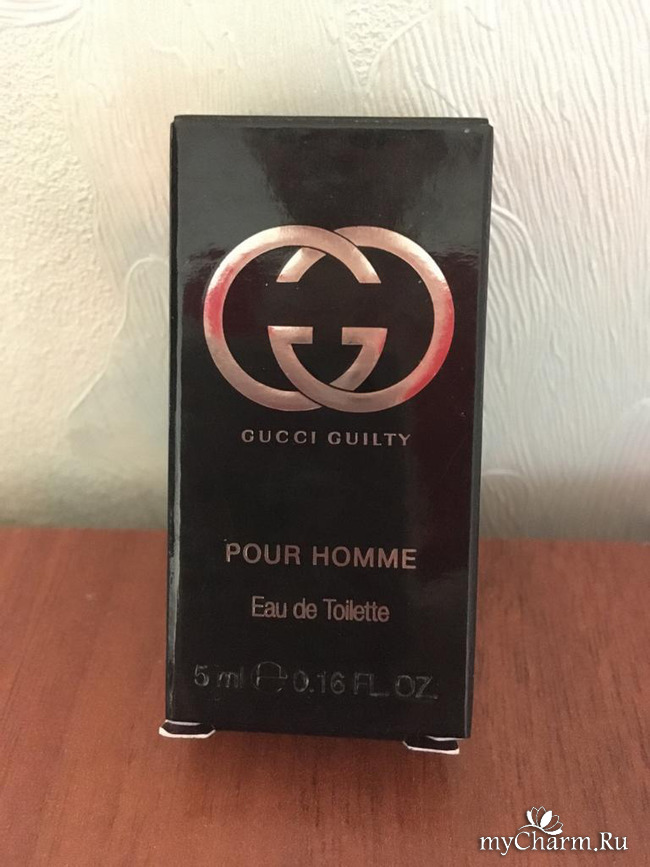 GUCCI GUILTY
POUR HOMME
Eau de Toilette
5 ml ℮ 0.16 FL. OZ.
myCharm.Ru